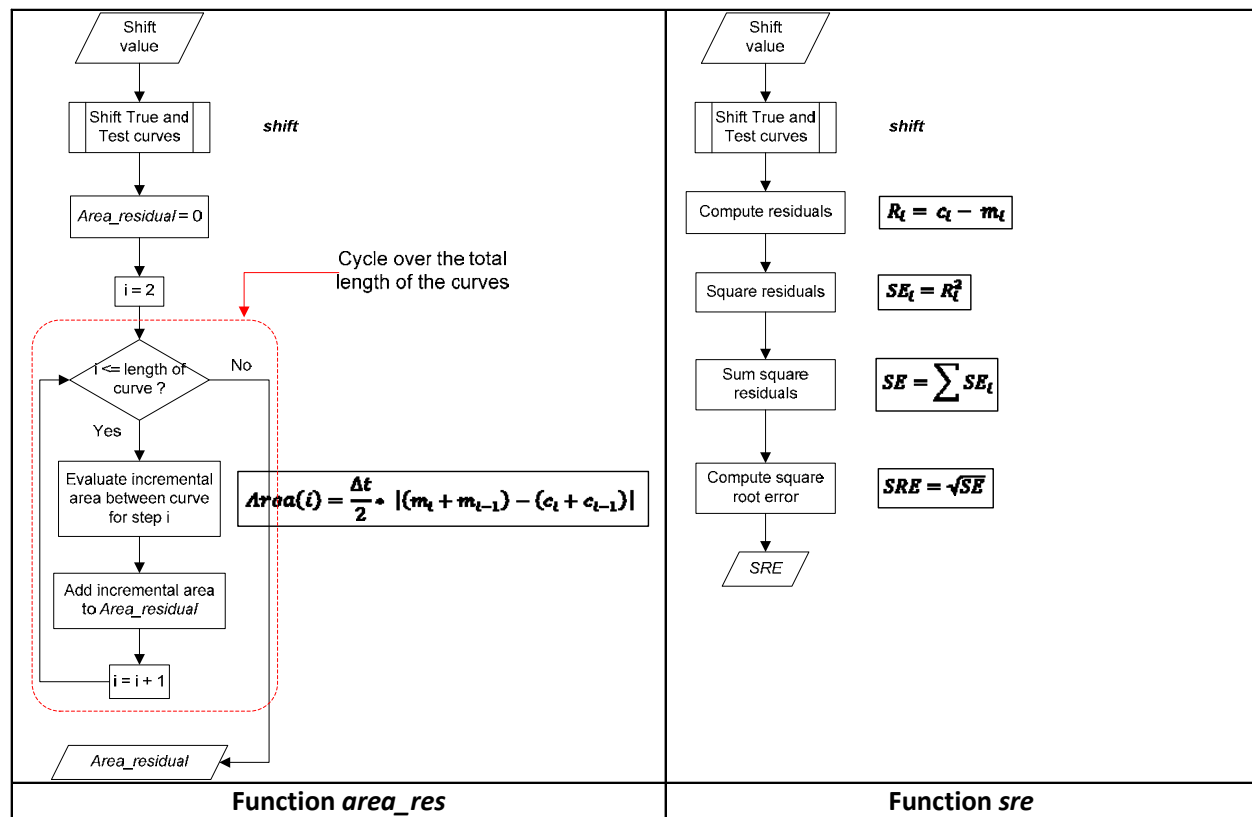 Shift
value
Shift True and
Test curves
shift
Area_residual = 0
i = 2
Cycle over the total
length of the curves
i <= length of
curve ?
No
Yes
Evaluate incremental
area between curve
for step i
Area(i) = Δt/2 * |(m_i + m_{i-1}) − (c_i + c_{i-1})|
Add incremental area
to Area_residual
i = i + 1
Area_residual
Function area_res
Shift
value
Shift True and
Test curves
shift
Compute residuals
R_i = c_i − m_i
Square residuals
SE_i = R_i^2
Sum square
residuals
SE = ∑ SE_i
Compute square
root error
SRE = √SE
SRE
Function sre